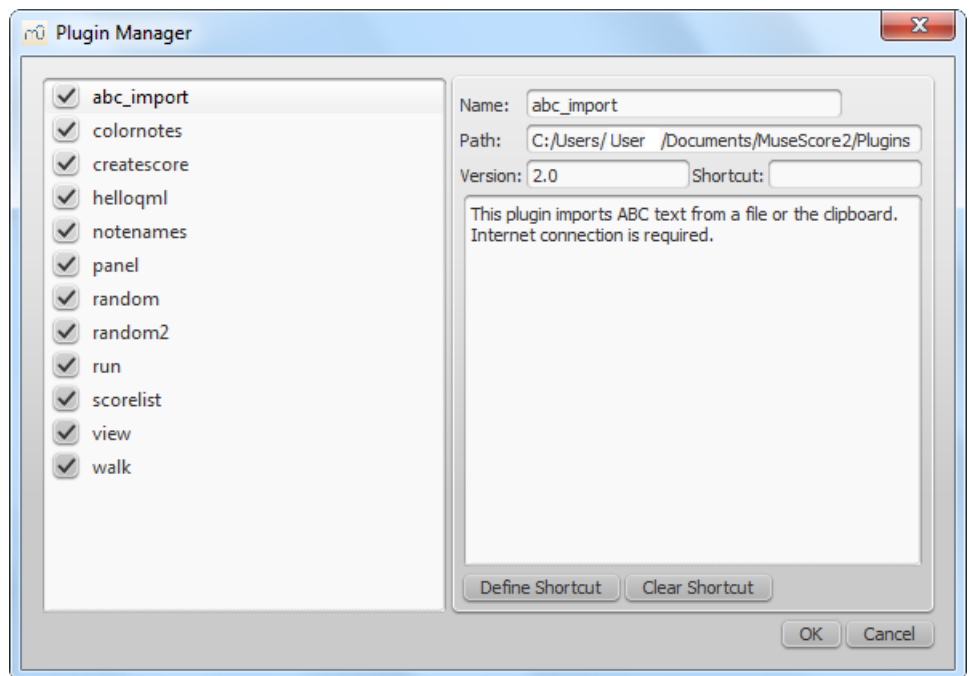 Plugin Manager
abc_import
colornotes
createscore
helloqml
notenames
panel
random
random2
run
scorelist
view
walk
Name: abc_import
Path: C:/Users/ User /Documents/MuseScore2/Plugins
Version: 2.0 Shortcut:
This plugin imports ABC text from a file or the clipboard.
Internet connection is required.
Define Shortcut Clear Shortcut
OK Cancel